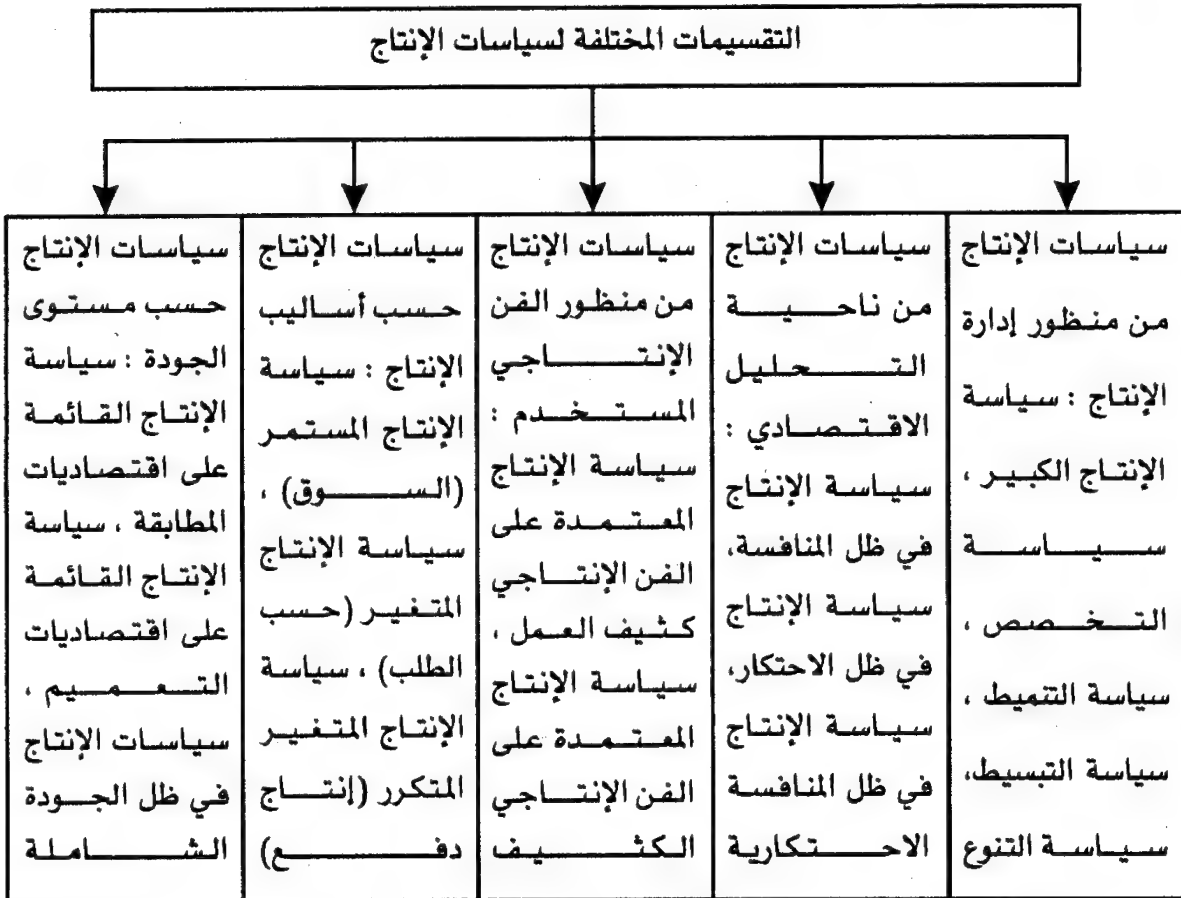 التقسيمات المختلفة لسياسات الإنتاج
سياسات الإنتاج
من منظور إدارة
الإنتاج : سياسة
الإنتاج الكبير ،
سياسة
التخصص ،
سياسة التنميط ،
سياسة التبسيط،
سياسة التنوع
سياسات الإنتاج
من ناحية
التحليل
الاقتصادي :
سياسة الإنتاج
في ظل المنافسة،
سياسة الإنتاج
في ظل الاحتكار،
سياسة الإنتاج
في ظل المنافسة
الاحتكارية
سياسات الإنتاج
من منظور الفن
الإنتاجي
المستخدم :
سياسة الإنتاج
المعتمدة على
الفن الإنتاجي
كثيف العمل ،
سياسة الإنتاج
المعتمدة على
الفن الإنتاجي
الكثيف
سياسات الإنتاج
حسب أساليب
الإنتاج : سياسة
الإنتاج المستمر
(السوق) ،
سياسة الإنتاج
المتغير (حسب
الطلب) ، سياسة
الإنتاج المتغير
المتكرر (إنتاج
دفع)
سياسات الإنتاج
حسب مستوى
الجودة : سياسة
الإنتاج القائمة
على اقتصاديات
المطابقة ، سياسة
الإنتاج القائمة
على اقتصاديات
التعميم ،
سياسات الإنتاج
في ظل الجودة
الشاملة